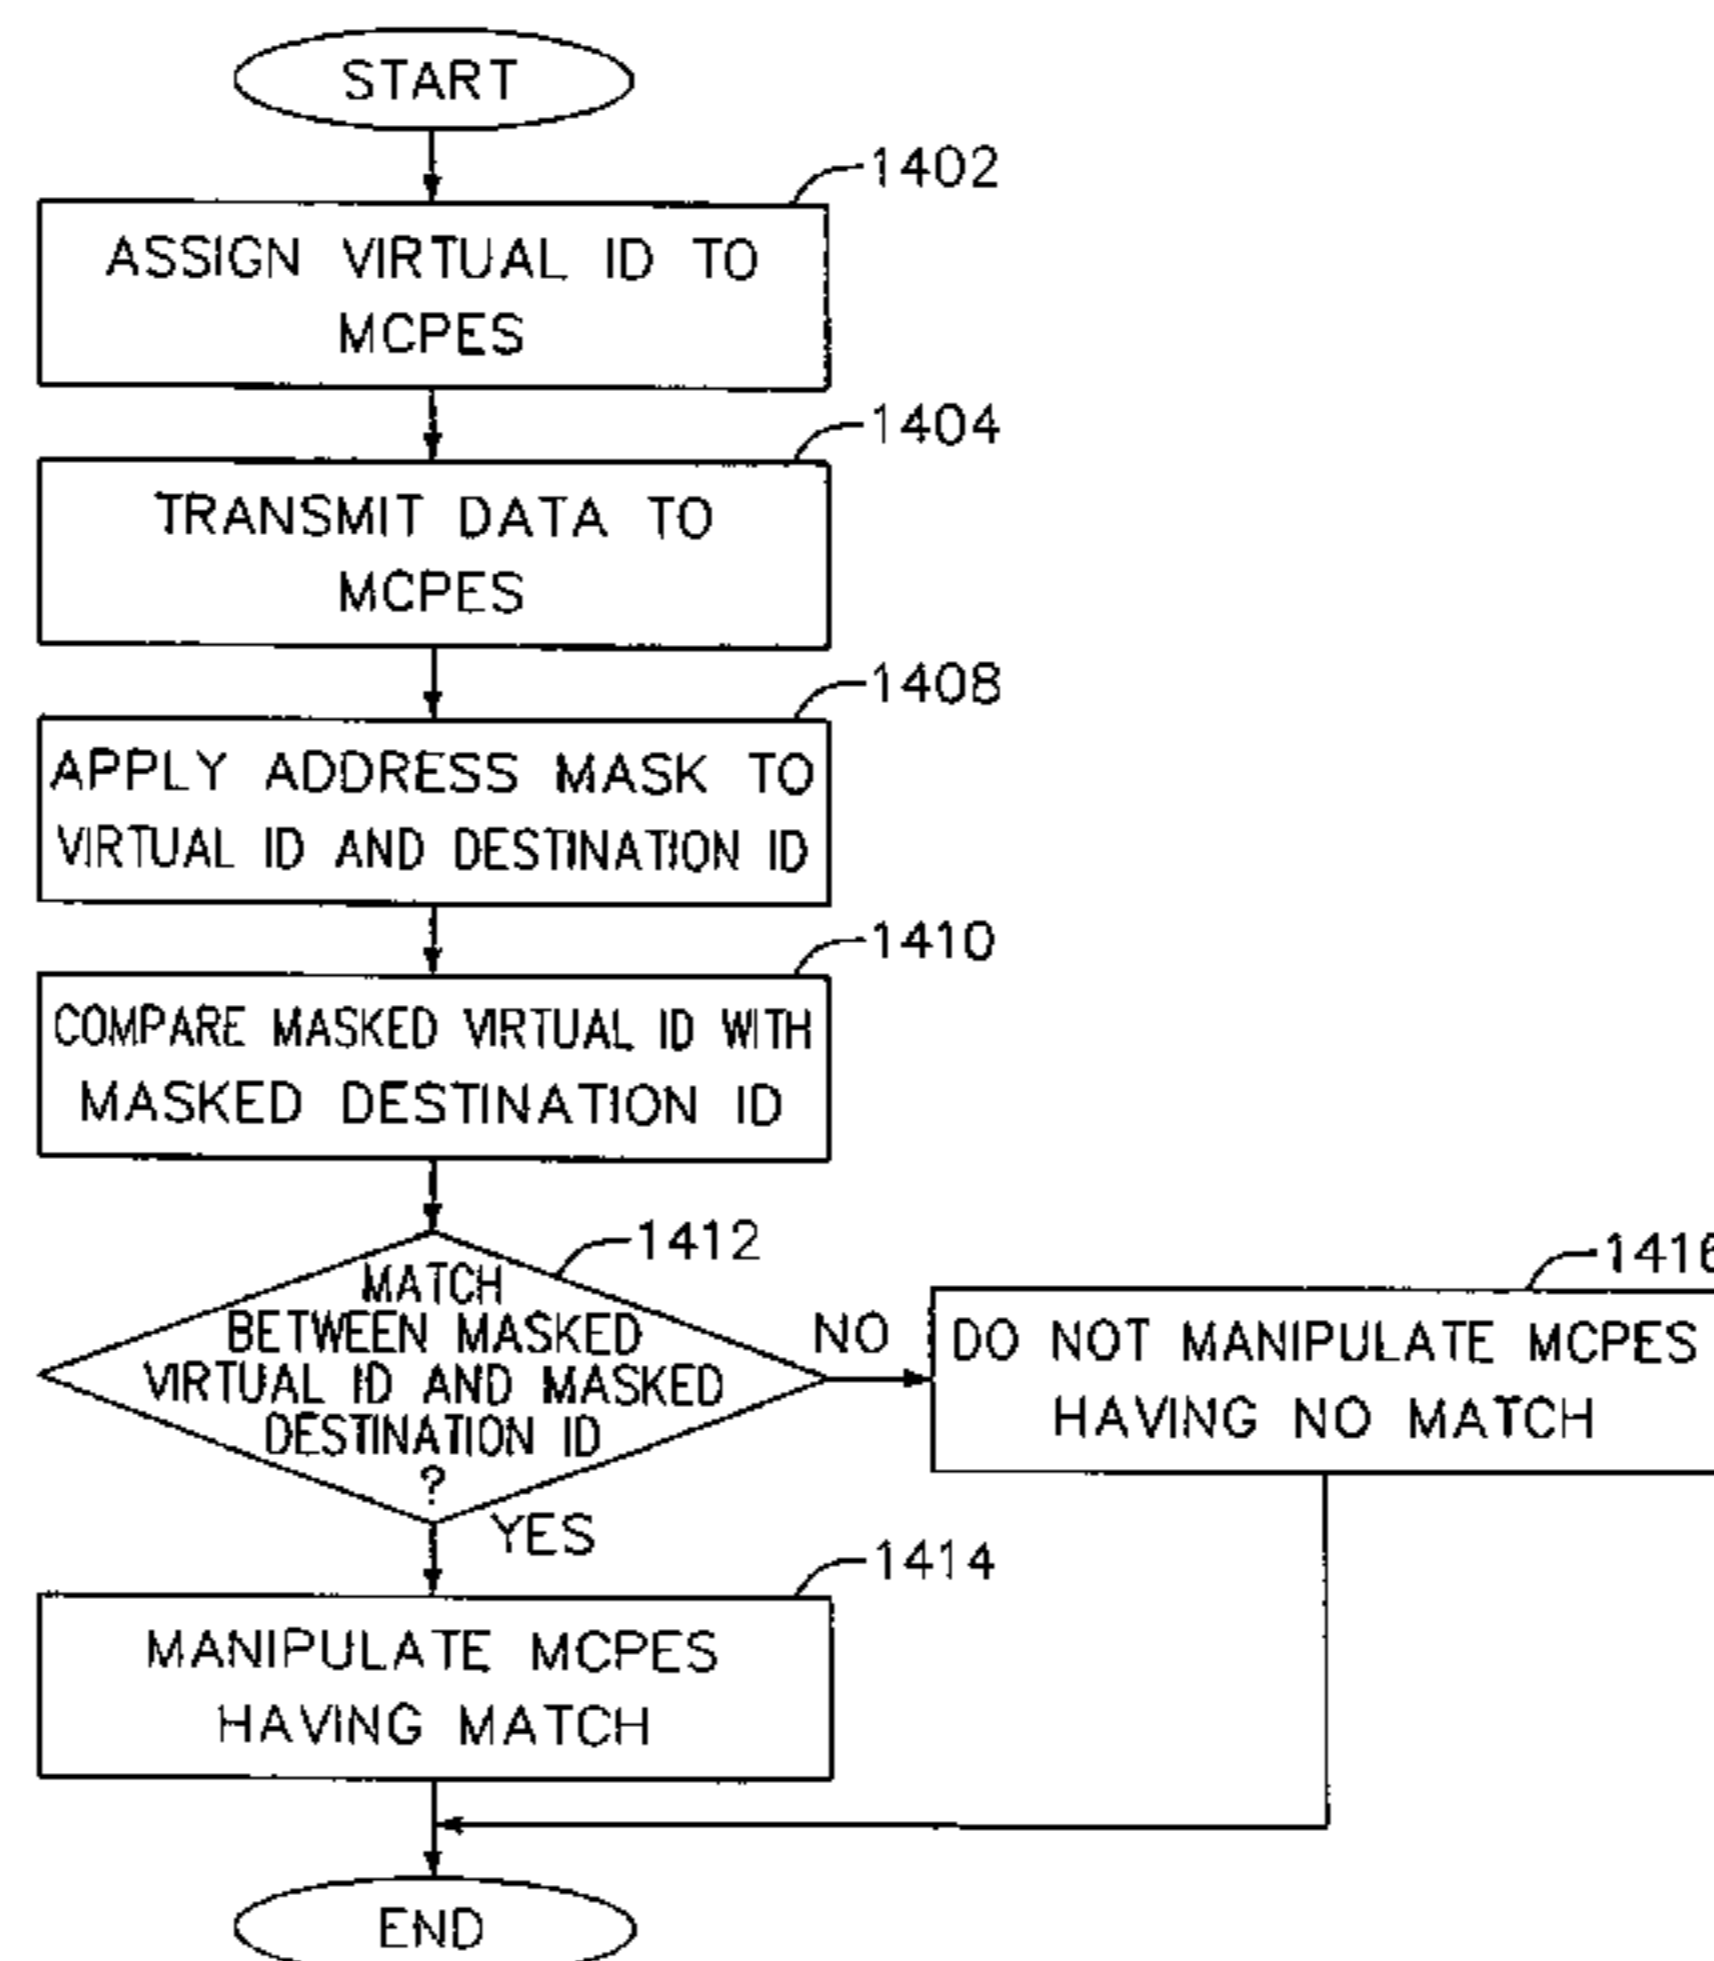 START
1402
ASSIGN VIRTUAL ID TO
MCPES
1404
TRANSMIT DATA TO
MCPES
1408
APPLY ADDRESS MASK TO
VIRTUAL ID AND DESTINATION ID
1410
COMPARE MASKED VIRTUAL ID WITH
MASKED DESTINATION ID
1412
MATCH
BETWEEN MASKED
VIRTUAL ID AND MASKED
DESTINATION ID
?
NO
1416
DO NOT MANIPULATE MCPES
HAVING NO MATCH
YES
1414
MANIPULATE MCPES
HAVING MATCH
END